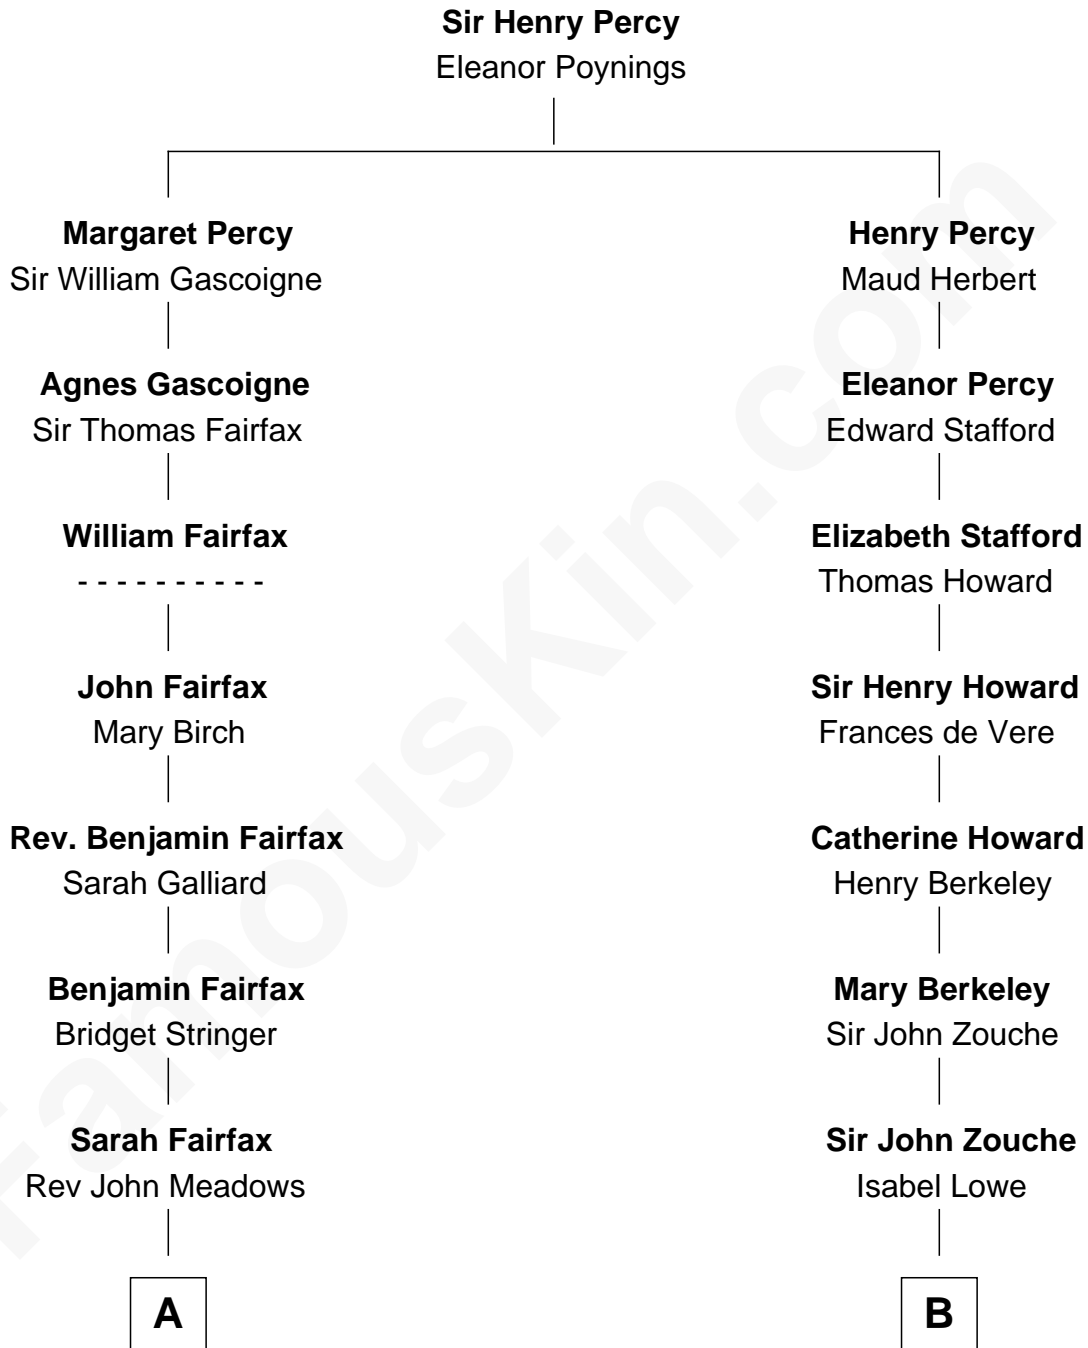 Sir Henry Percy
Eleanor Poynings
Margaret Percy
Sir William Gascoigne
Henry Percy
Maud Herbert
Agnes Gascoigne
Sir Thomas Fairfax
Eleanor Percy
Edward Stafford
William Fairfax
- - - - - - - - - -
Elizabeth Stafford
Thomas Howard
John Fairfax
Mary Birch
Sir Henry Howard
Frances de Vere
Rev. Benjamin Fairfax
Sarah Galliard
Catherine Howard
Henry Berkeley
Benjamin Fairfax
Bridget Stringer
Mary Berkeley
Sir John Zouche
Sarah Fairfax
Rev John Meadows
Sir John Zouche
Isabel Lowe
A
B
FamousKin.com